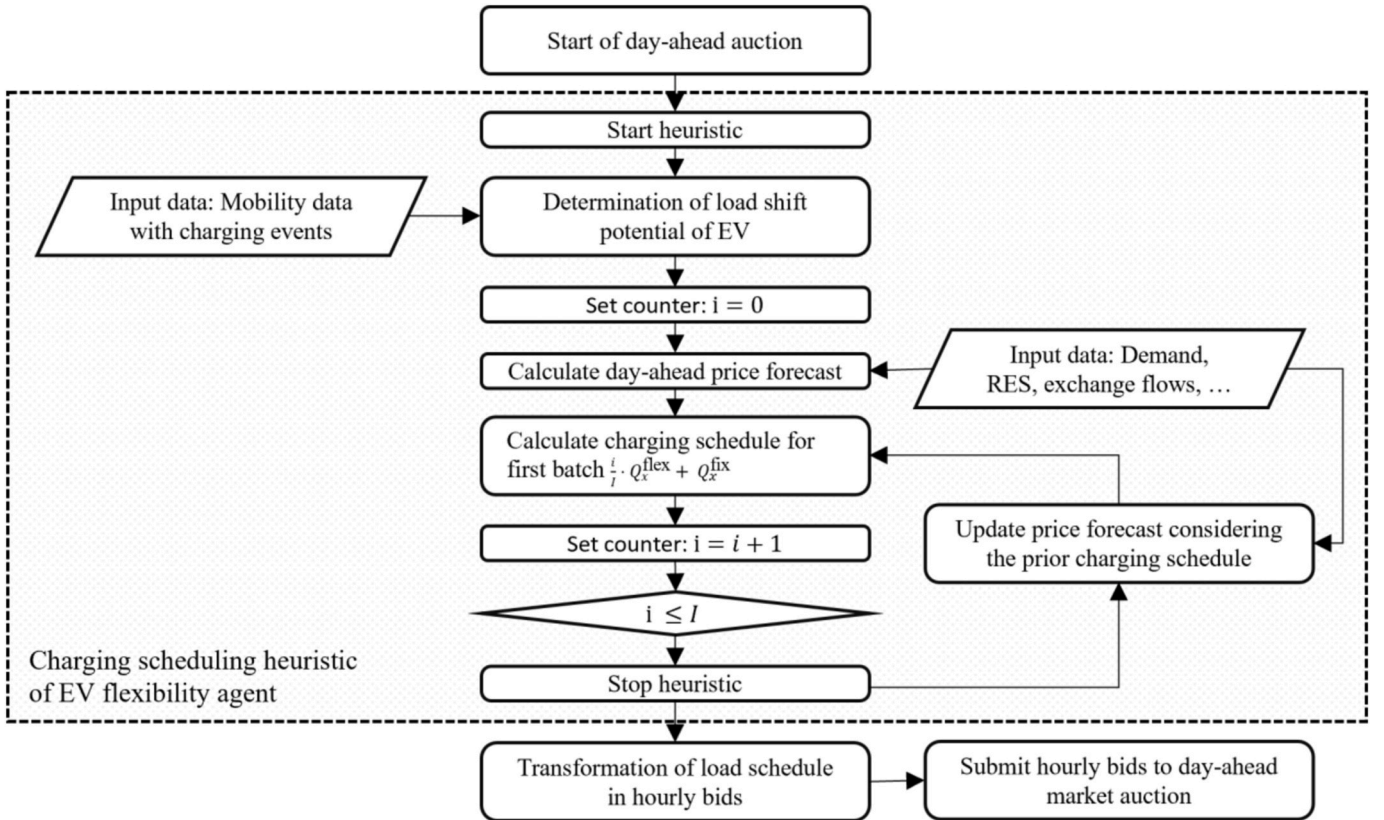 Start of day-ahead auction
Start heuristic
Input data: Mobility data
with charging events
Determination of load shift
potential of EV
Set counter: i = 0
Calculate day-ahead price forecast
Input data: Demand,
RES, exchange flows, …
Calculate charging schedule for
first batch i/I · Q_x^flex + Q_x^fix
Set counter: i = i + 1
Update price forecast considering
the prior charging schedule
i ≤ I
Charging scheduling heuristic
of EV flexibility agent
Stop heuristic
Transformation of load schedule
in hourly bids
Submit hourly bids to day-ahead
market auction